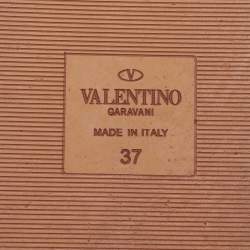 VALENTINO
GARAVANI
MADE IN ITALY
37